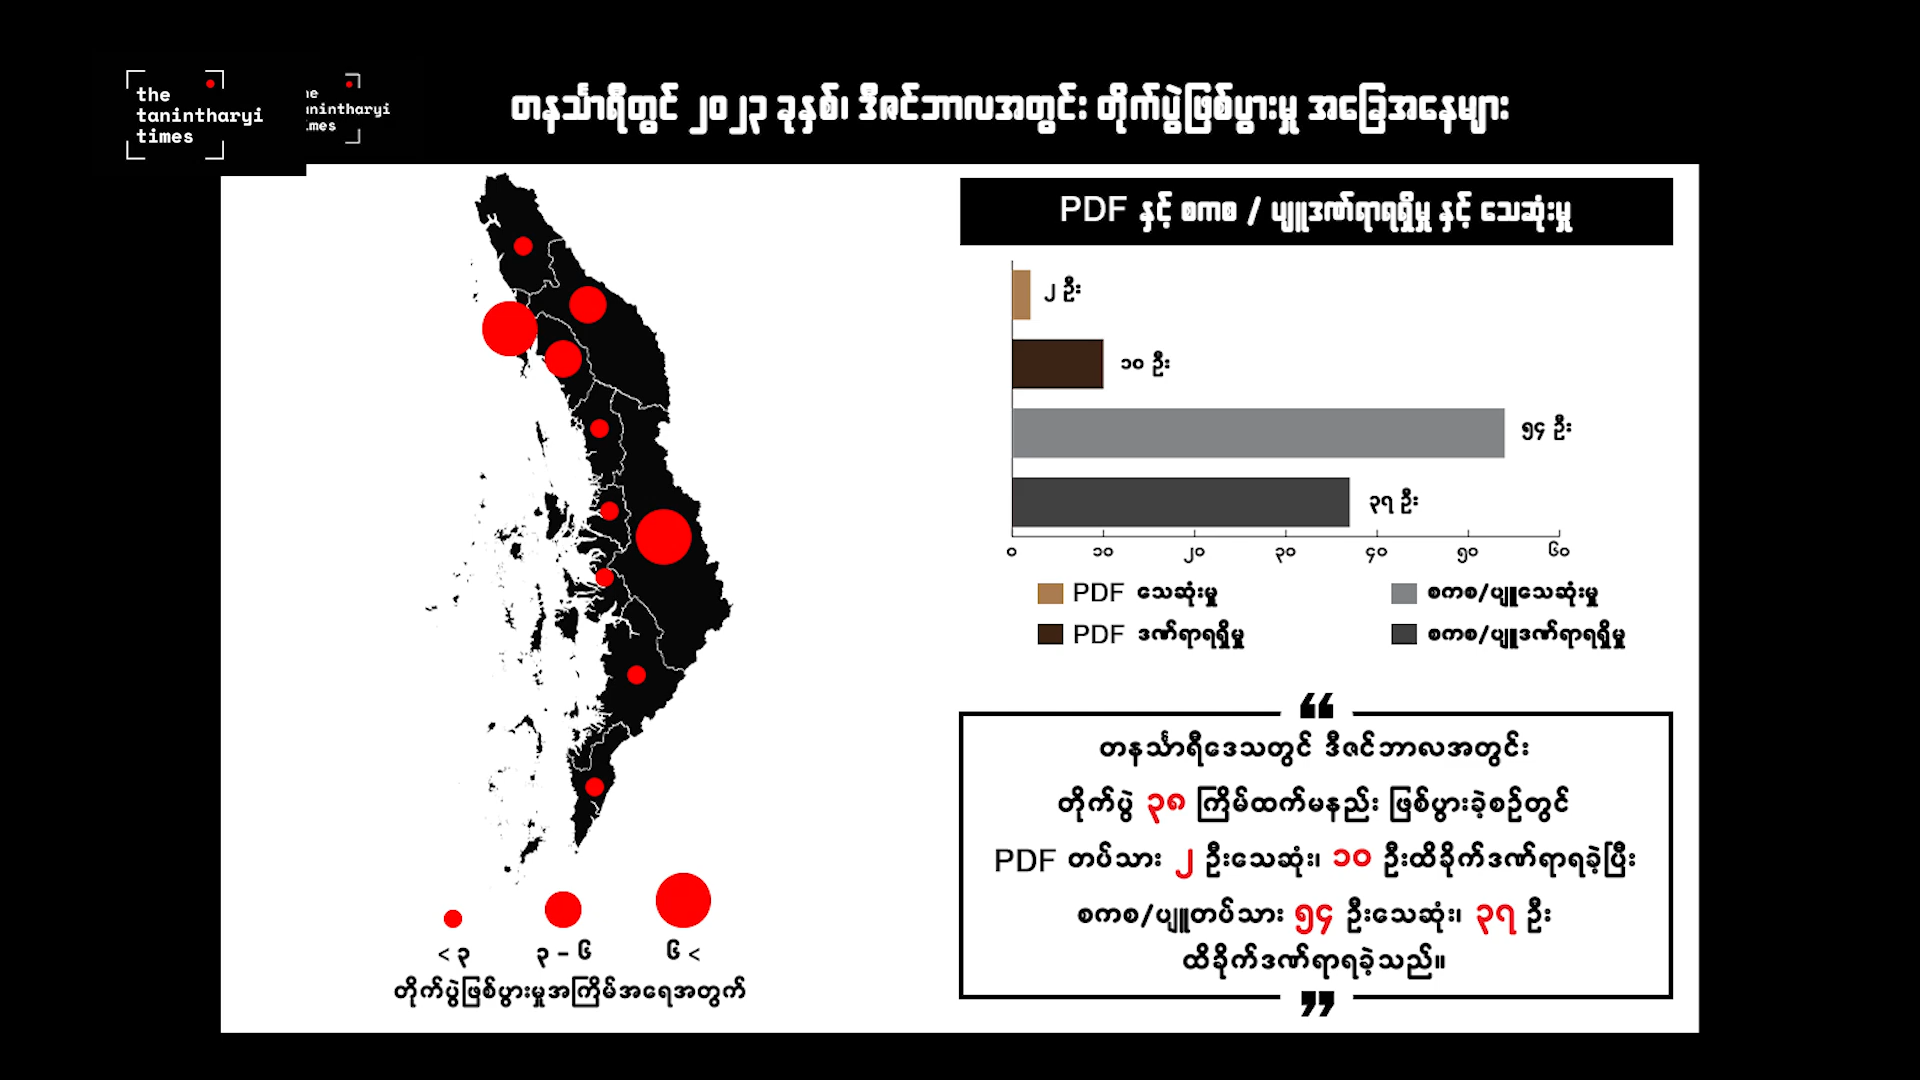 the
tanintharyi
times
တနင်္သာရီတွင် ၂၀၂၃ ခုနှစ်၊ ဒီဇင်ဘာလအတွင်း တိုက်ပွဲဖြစ်ပွားမှု အခြေအနေများ
PDF နှင့် စကစ / ပျူဒဏ်ရာရရှိမှု နှင့် သေဆုံးမှု
၂ ဦး
၁၀ ဦး
၅၄ ဦး
၃၇ ဦး
၀ ၁၀ ၂၀ ၃၀ ၄၀ ၅၀ ၆၀
PDF သေဆုံးမှု
စကစ/ပျူသေဆုံးမှု
PDF ဒဏ်ရာရရှိမှု
စကစ/ပျူဒဏ်ရာရရှိမှု
တနင်္သာရီဒေသတွင် ဒီဇင်ဘာလအတွင်း
တိုက်ပွဲ ၃၈ ကြိမ်ထက်မနည်း ဖြစ်ပွားခဲ့စဉ်တွင်
PDF တပ်သား ၂ ဦးသေဆုံး၊ ၁၀ ဦးထိခိုက်ဒဏ်ရာရခဲ့ပြီး
စကစ/ပျူတပ်သား ၅၄ ဦးသေဆုံး၊ ၃၇ ဦး
ထိခိုက်ဒဏ်ရာရခဲ့သည်။
< ၃ ၃ – ၆ ၆ <
တိုက်ပွဲဖြစ်ပွားမှုအကြိမ်အရေအတွက်